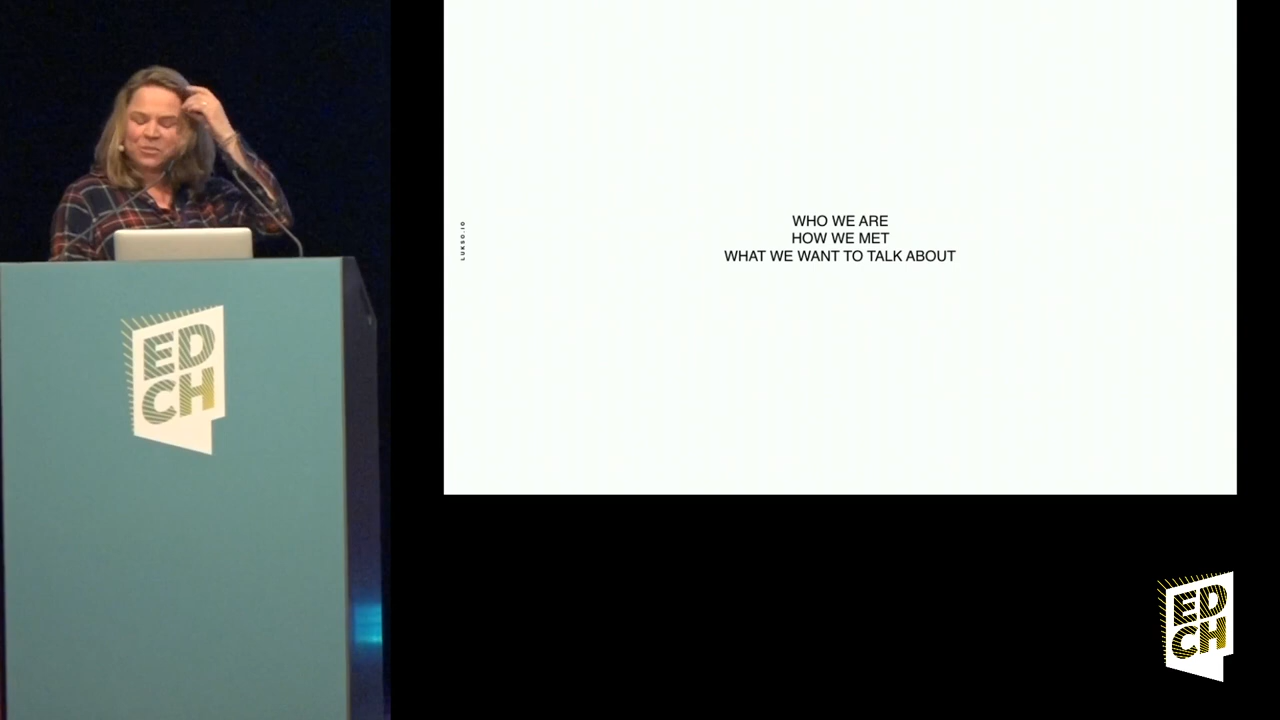 ED
CH
LUKSO.IO
WHO WE ARE
HOW WE MET
WHAT WE WANT TO TALK ABOUT
ED
CH